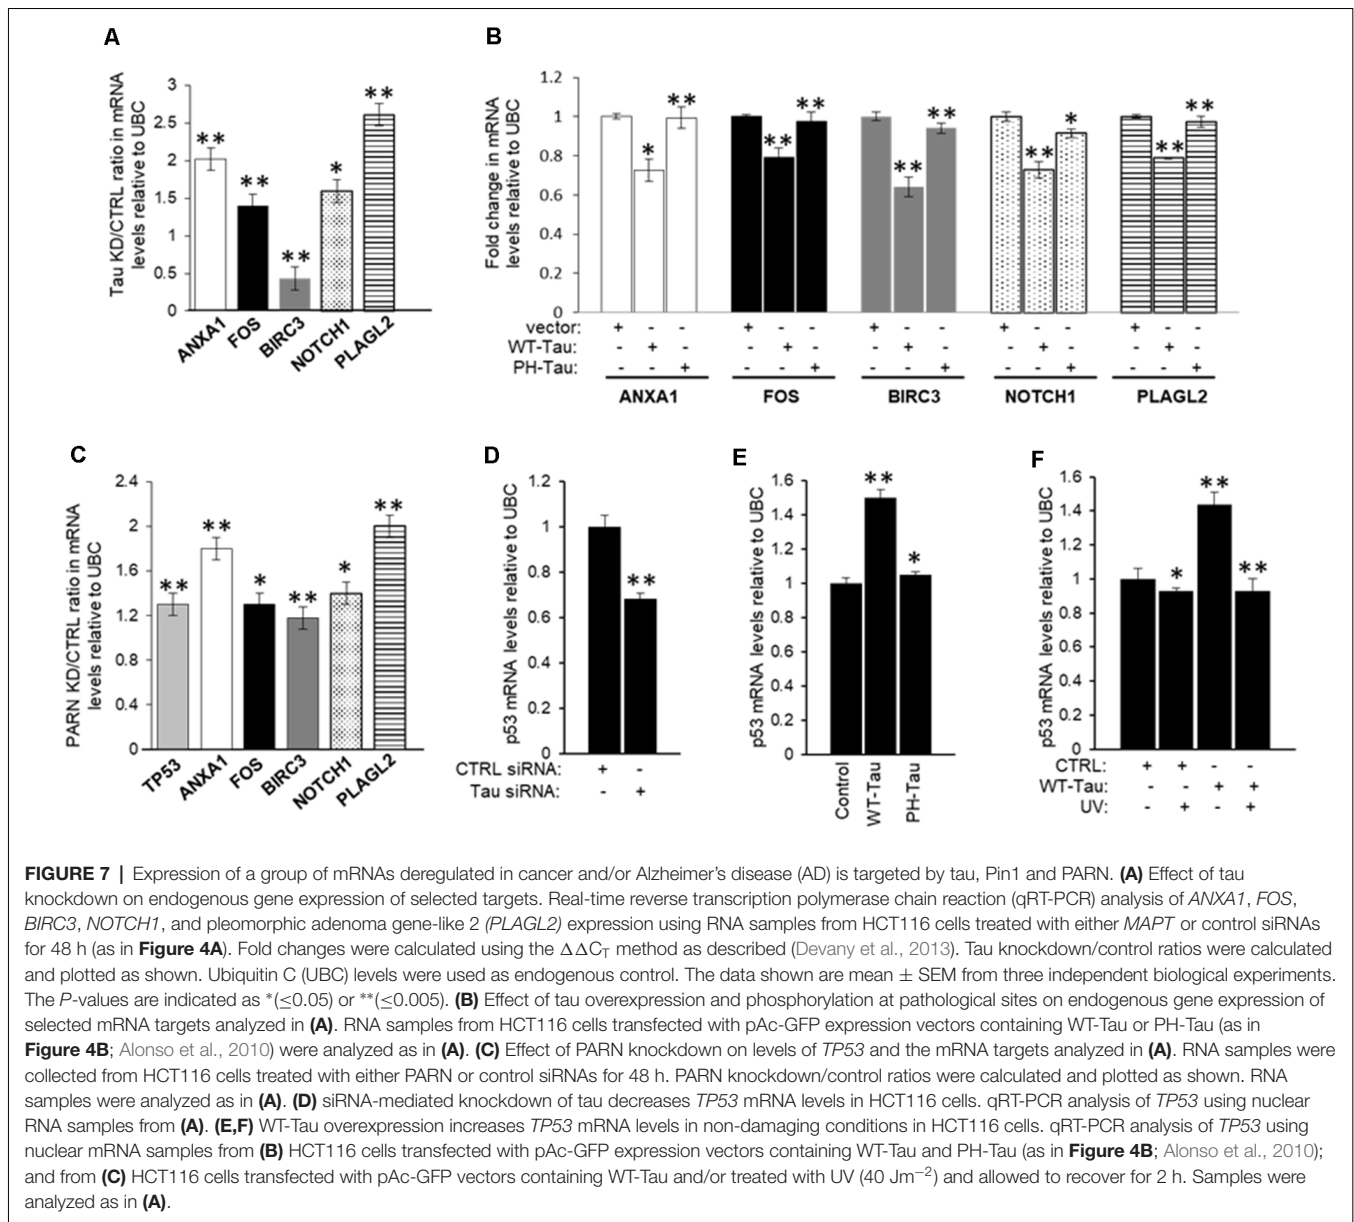 A
Tau KD/CTRL ratio in mRNA
levels relative to UBC
3
2.5
2
1.5
1
0.5
0
** ** ** * **
ANXA1 FOS BIRC3 NOTCH1 PLAGL2
B
Fold change in mRNA
levels relative to UBC
1.2
1
0.8
0.6
0.4
0.2
0
* ** ** ** ** ** ** * ** **
vector: + - - + - - + - - + - - + - -
WT-Tau: - + - - + - - + - - + - - + -
PH-Tau: - - + - - + - - + - - + - - +
ANXA1 FOS BIRC3 NOTCH1 PLAGL2
C
PARN KD/CTRL ratio in mRNA
levels relative to UBC
2.4
2
1.6
1.2
0.8
0.4
0
** ** * ** * **
TP53 ANXA1 FOS BIRC3 NOTCH1 PLAGL2
D
p53 mRNA levels relative to UBC
1.2
1
0.8
0.6
0.4
0.2
0
**
CTRL siRNA: + -
Tau siRNA: - +
E
p53 mRNA levels relative to UBC
1.6
1.4
1.2
1
0.8
0.6
0.4
0.2
0
** *
Control WT-Tau PH-Tau
F
p53 mRNA levels relative to UBC
1.6
1.4
1.2
1
0.8
0.6
0.4
0.2
0
* ** **
CTRL: + + - -
WT-Tau: - - + +
UV: - + - +
FIGURE 7 | Expression of a group of mRNAs deregulated in cancer and/or Alzheimer's disease (AD) is targeted by tau, Pin1 and PARN. (A) Effect of tau
knockdown on endogenous gene expression of selected targets. Real-time reverse transcription polymerase chain reaction (qRT-PCR) analysis of ANXA1, FOS,
BIRC3, NOTCH1, and pleomorphic adenoma gene-like 2 (PLAGL2) expression using RNA samples from HCT116 cells treated with either MAPT or control siRNAs
for 48 h (as in Figure 4A). Fold changes were calculated using the ΔΔCT method as described (Devany et al., 2013). Tau knockdown/control ratios were calculated
and plotted as shown. Ubiquitin C (UBC) levels were used as endogenous control. The data shown are mean ± SEM from three independent biological experiments.
The P-values are indicated as *(≤0.05) or **(≤0.005). (B) Effect of tau overexpression and phosphorylation at pathological sites on endogenous gene expression of
selected mRNA targets analyzed in (A). RNA samples from HCT116 cells transfected with pAc-GFP expression vectors containing WT-Tau or PH-Tau (as in
Figure 4B; Alonso et al., 2010) were analyzed as in (A). (C) Effect of PARN knockdown on levels of TP53 and the mRNA targets analyzed in (A). RNA samples were
collected from HCT116 cells treated with either PARN or control siRNAs for 48 h. PARN knockdown/control ratios were calculated and plotted as shown. RNA
samples were analyzed as in (A). (D) siRNA-mediated knockdown of tau decreases TP53 mRNA levels in HCT116 cells. qRT-PCR analysis of TP53 using nuclear
RNA samples from (A). (E,F) WT-Tau overexpression increases TP53 mRNA levels in non-damaging conditions in HCT116 cells. qRT-PCR analysis of TP53 using
nuclear mRNA samples from (B) HCT116 cells transfected with pAc-GFP expression vectors containing WT-Tau and PH-Tau (as in Figure 4B; Alonso et al., 2010);
and from (C) HCT116 cells transfected with pAc-GFP vectors containing WT-Tau and/or treated with UV (40 Jm−2) and allowed to recover for 2 h. Samples were
analyzed as in (A).